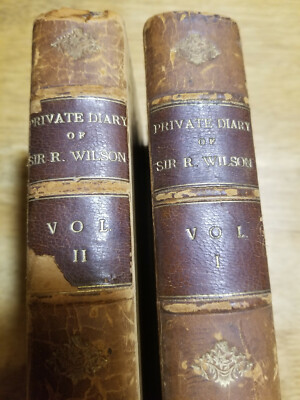 PRIVATE DIARY
OF
SIR R. WILSON
VOL
II
PRIVATE DIARY
OF
SIR R. WILSON
VOL.
I